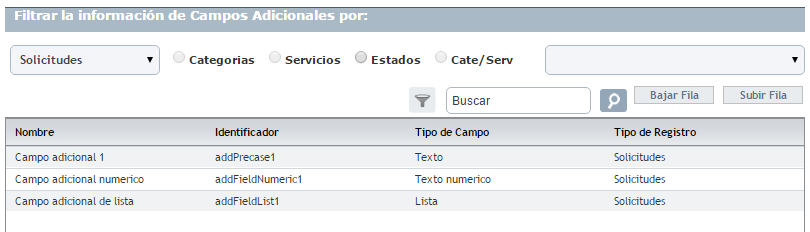 Filtrar la información de Campos Adicionales por:
Solicitudes Categorias Servicios Estados Cate/Serv
Buscar Bajar Fila Subir Fila
Nombre Identificador Tipo de Campo Tipo de Registro
Campo adicional 1 addPrecase1 Texto Solicitudes
Campo adicional numerico addFieldNumeric1 Texto numerico Solicitudes
Campo adicional de lista addFieldList1 Lista Solicitudes